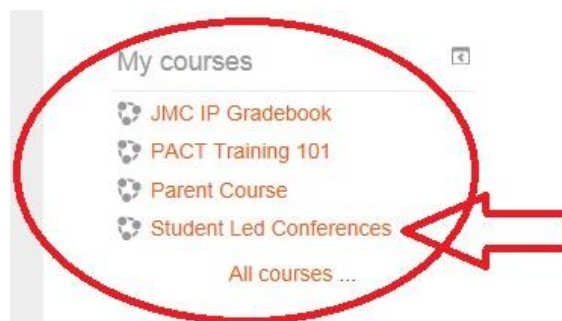 My courses
JMC IP Gradebook
PACT Training 101
Parent Course
Student Led Conferences
All courses ...